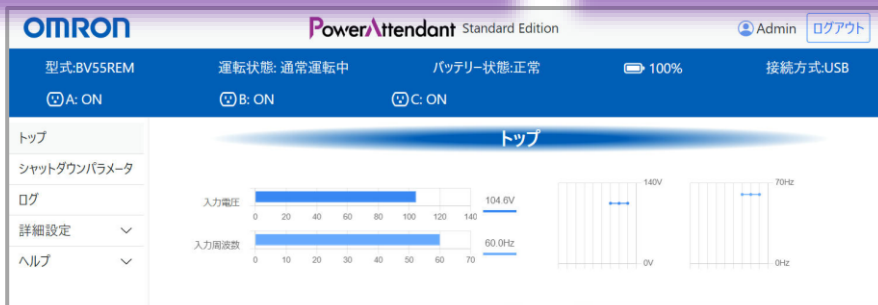 OMRON
PowerAttendant Standard Edition
Admin
ログアウト
型式:BV55REM
運転状態: 通常運転中
バッテリー状態:正常
100%
接続方式:USB
A: ON
B: ON
C: ON
トップ
シャットダウンパラメータ
ログ
詳細設定
ヘルプ
トップ
入力電圧
104.6V
0 20 40 60 80 100 120 140
入力周波数
60.0Hz
0 10 20 30 40 50 60 70
140V
0V
70Hz
0Hz